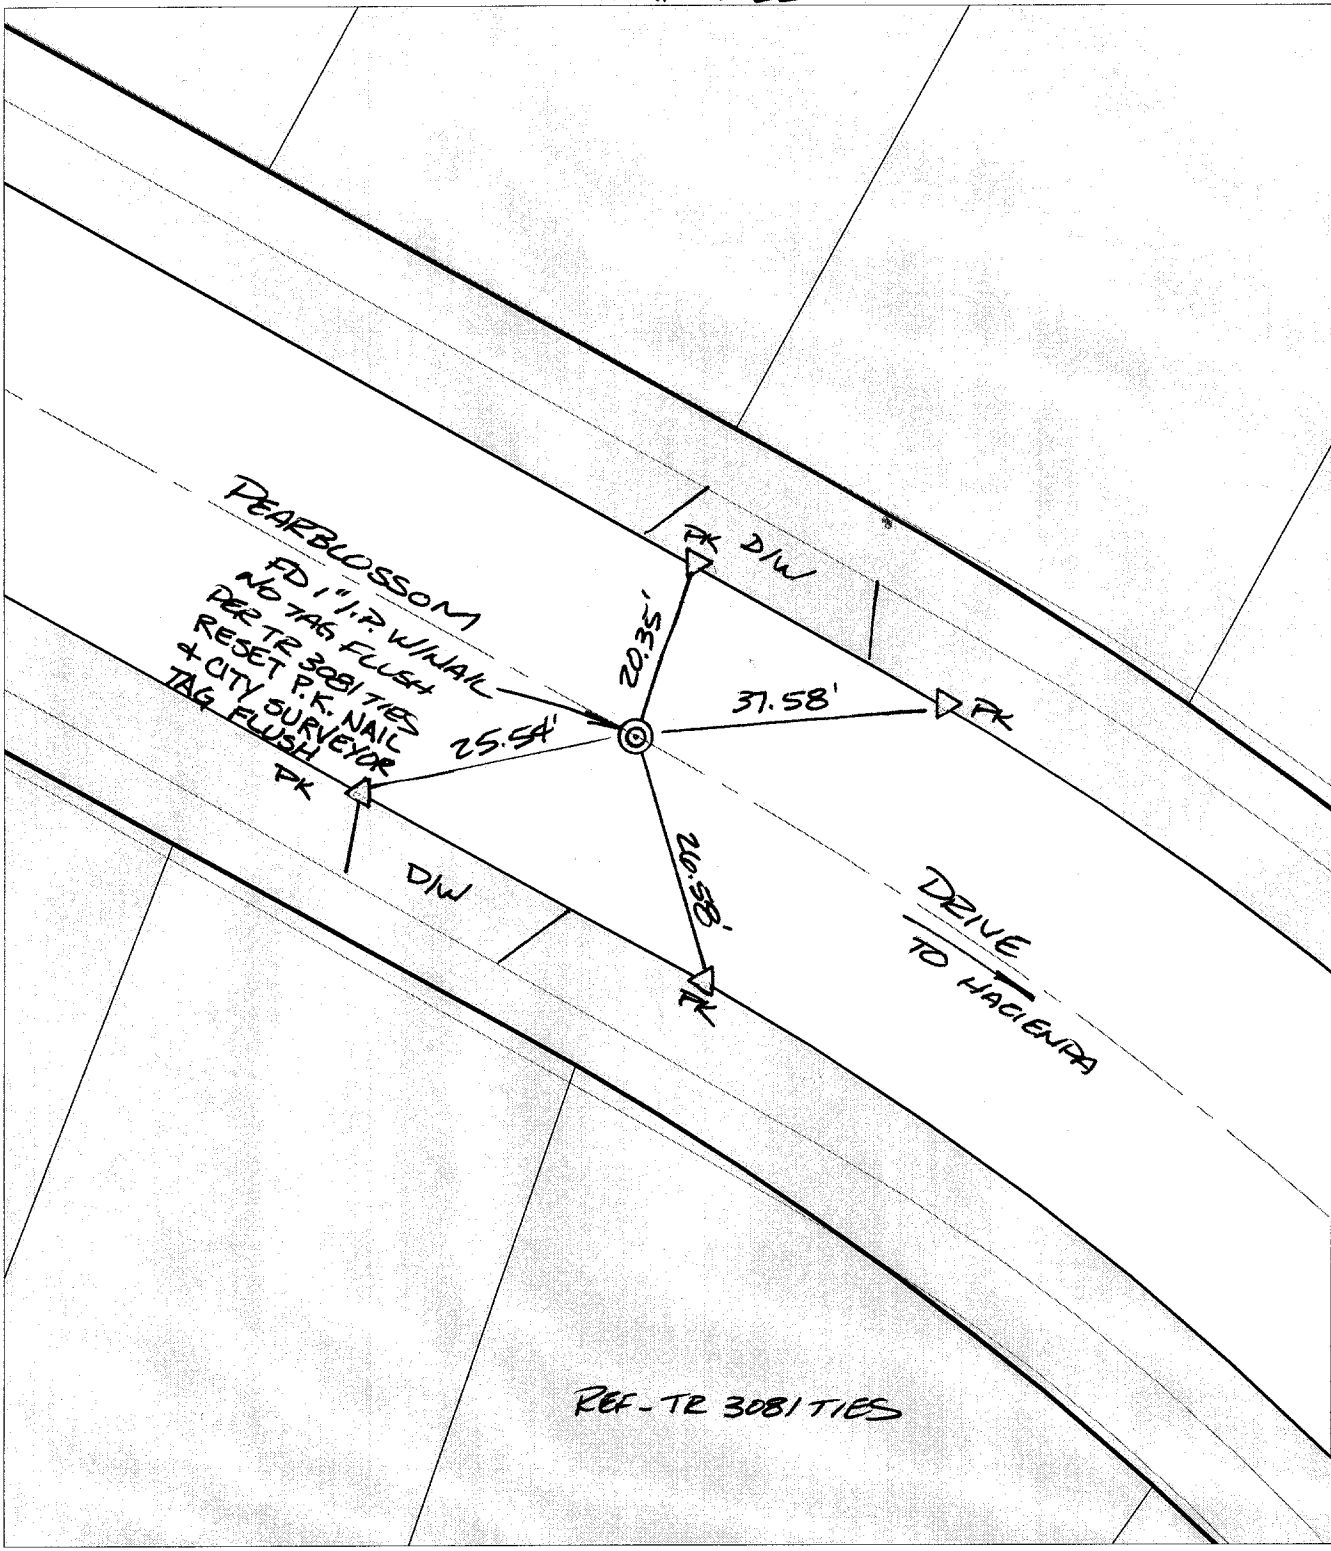 PEARBLOSSOM
FD 1" I.P. W/NAIL
NO TAG FLUSH
PER TR 3081 TIES
RESET P.K. NAIL
& CITY SURVEYOR
TAG FLUSH
PK
D/W
20.35'
37.58'
PK
25.54'
PK
D/W
26.58'
PK
DRIVE
TO HACIENDA
REF - TR 3081 TIES